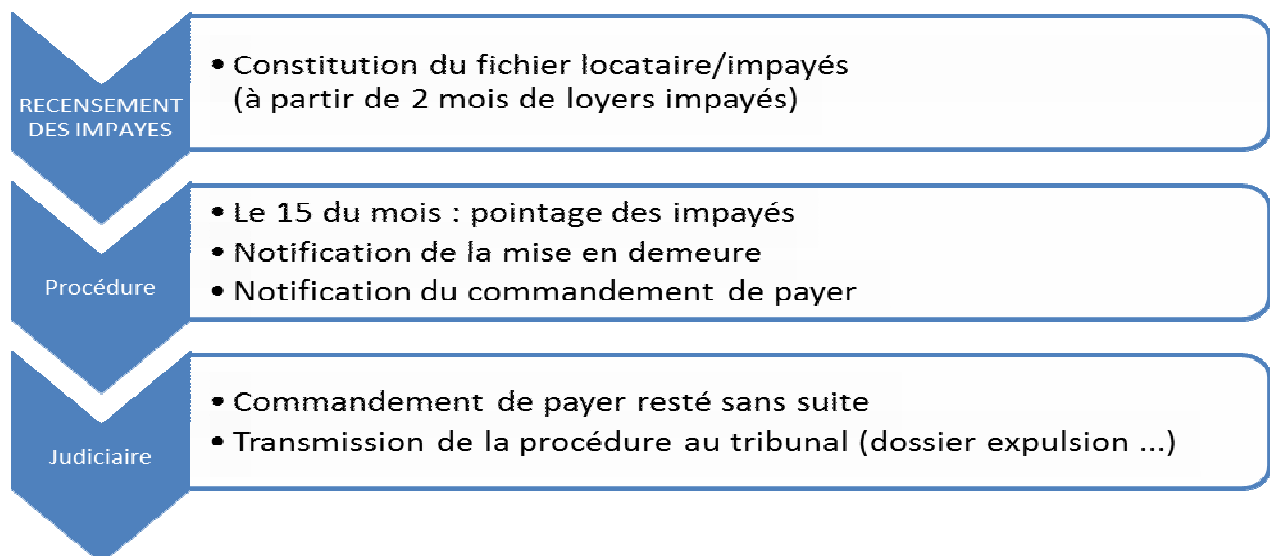 RECENSEMENT
DES IMPAYES
• Constitution du fichier locataire/impayés
(à partir de 2 mois de loyers impayés)
Procédure
• Le 15 du mois : pointage des impayés
• Notification de la mise en demeure
• Notification du commandement de payer
Judiciaire
• Commandement de payer resté sans suite
• Transmission de la procédure au tribunal (dossier expulsion ...)